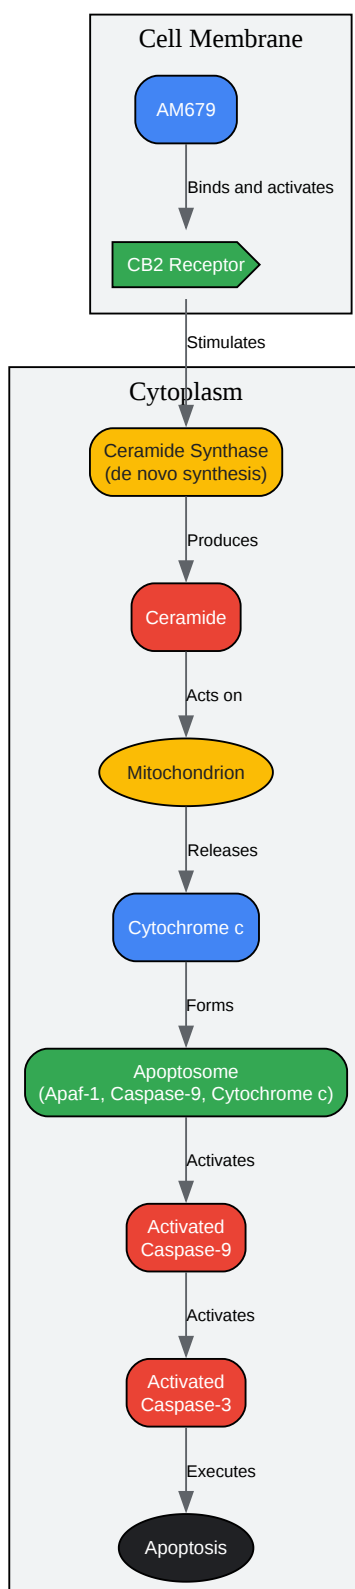 Cell Membrane
AM679
Binds and activates
CB2 Receptor
Stimulates
Cytoplasm
Ceramide Synthase
(de novo synthesis)
Produces
Ceramide
Acts on
Mitochondrion
Releases
Cytochrome c
Forms
Apoptosome
(Apaf-1, Caspase-9, Cytochrome c)
Activates
Activated
Caspase-9
Activates
Activated
Caspase-3
Executes
Apoptosis